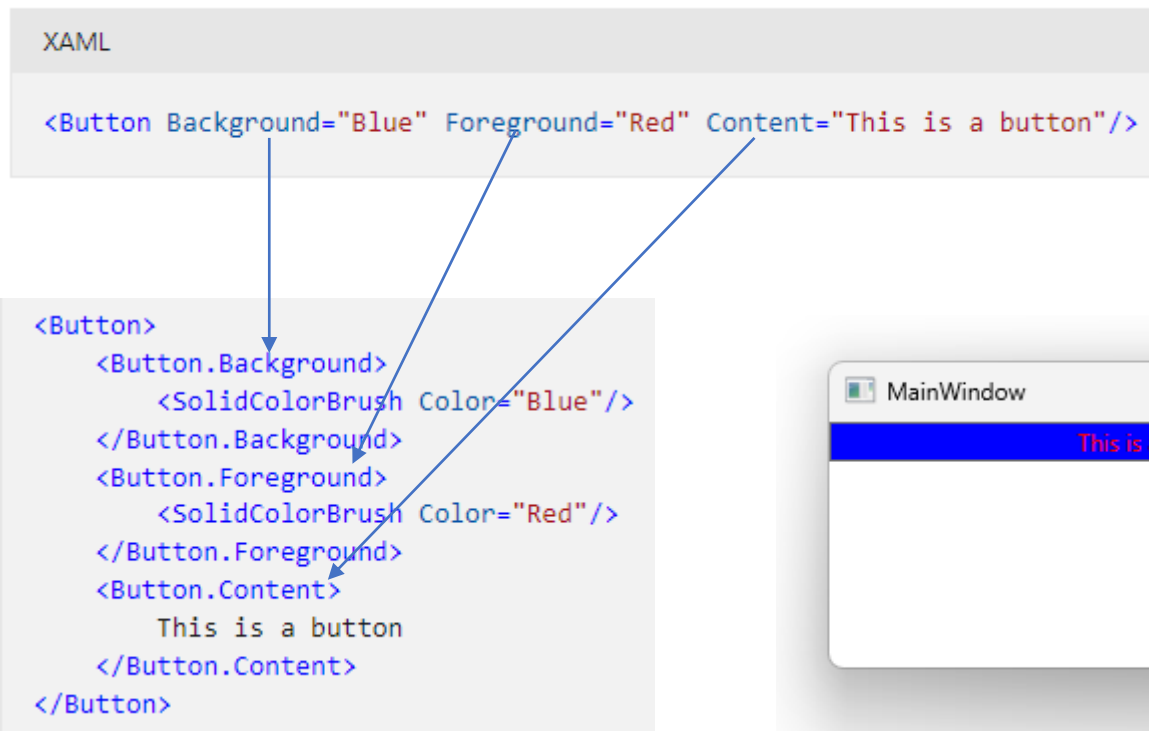 XAML
<Button Background="Blue" Foreground="Red" Content="This is a button"/>
<Button>
    <Button.Background>
        <SolidColorBrush Color="Blue"/>
    </Button.Background>
    <Button.Foreground>
        <SolidColorBrush Color="Red"/>
    </Button.Foreground>
    <Button.Content>
        This is a button
    </Button.Content>
</Button>
MainWindow
This is